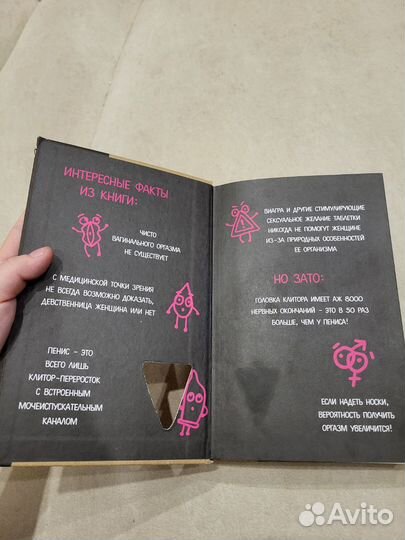 ИНТЕРЕСНЫЕ ФАКТЫ
ИЗ КНИГИ:
ЧИСТО
ВАГИНАЛЬНОГО ОРГАЗМА
НЕ СУЩЕСТВУЕТ
С МЕДИЦИНСКОЙ ТОЧКИ ЗРЕНИЯ
НЕ ВСЕГДА ВОЗМОЖНО ДОКАЗАТЬ,
ДЕВСТВЕННИЦА ЖЕНЩИНА ИЛИ НЕТ
ПЕНИС - ЭТО
ВСЕГО ЛИШЬ
КЛИТОР-ПЕРЕРОСТОК
С ВСТРОЕННЫМ
МОЧЕИСПУСКАТЕЛЬНЫМ
КАНАЛОМ
ВИАГРА И ДРУГИЕ СТИМУЛИРУЮЩИЕ
СЕКСУАЛЬНОЕ ЖЕЛАНИЕ ТАБЛЕТКИ
НИКОГДА НЕ ПОМОГУТ ЖЕНЩИНЕ
ИЗ-ЗА ПРИРОДНЫХ ОСОБЕННОСТЕЙ
ЕЕ ОРГАНИЗМА
НО ЗАТО:
ГОЛОВКА КЛИТОРА ИМЕЕТ АЖ 8000
НЕРВНЫХ ОКОНЧАНИЙ - ЭТО В 50 РАЗ
БОЛЬШЕ, ЧЕМ У ПЕНИСА!
ЕСЛИ НАДЕТЬ НОСКИ,
ВЕРОЯТНОСТЬ ПОЛУЧИТЬ
ОРГАЗМ УВЕЛИЧИТСЯ!
Avito